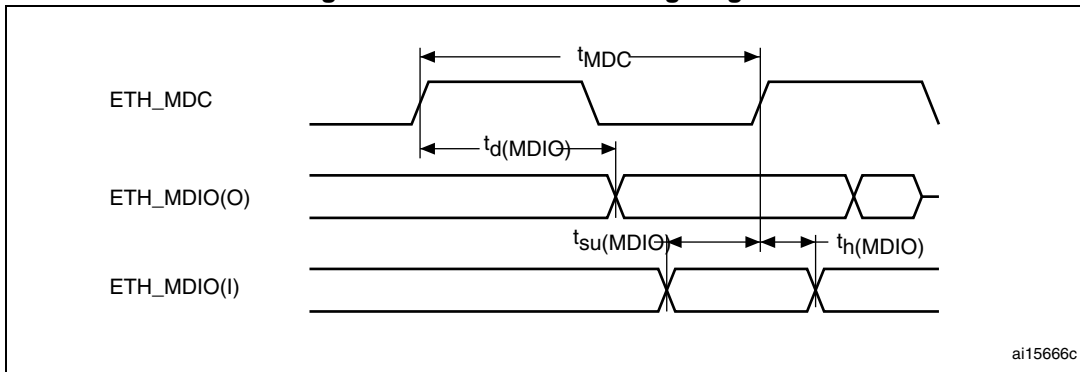 tMDC
ETH_MDC
td(MDIO)
ETH_MDIO(O)
tsu(MDIO)
th(MDIO)
ETH_MDIO(I)
ai15666c